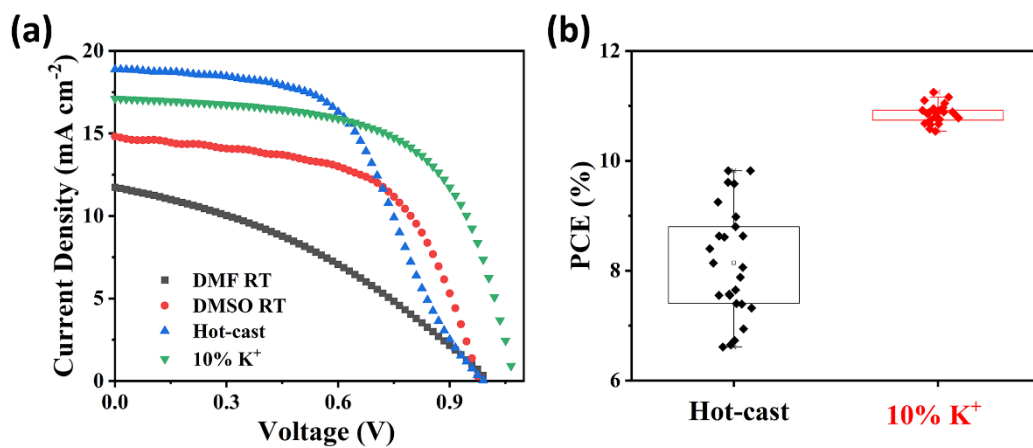 (a)
Current Density (mA cm⁻²)
20
15
10
5
0
DMF RT
DMSO RT
Hot-cast
10% K⁺
0.0
0.3
0.6
0.9
Voltage (V)
(b)
PCE (%)
12
10
8
6
Hot-cast
10% K⁺